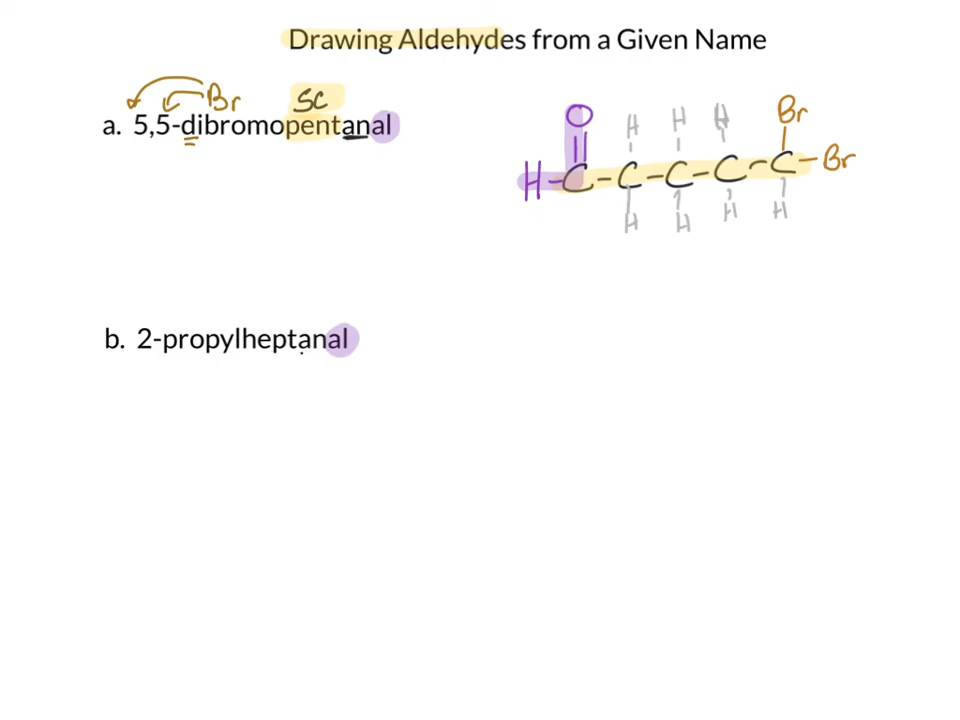 Drawing Aldehydes from a Given Name
Br 5C
a. 5,5-dibromopentanal
O H H H Br
H-C-C-C-C-C-Br
H H H H
b. 2-propylheptanal